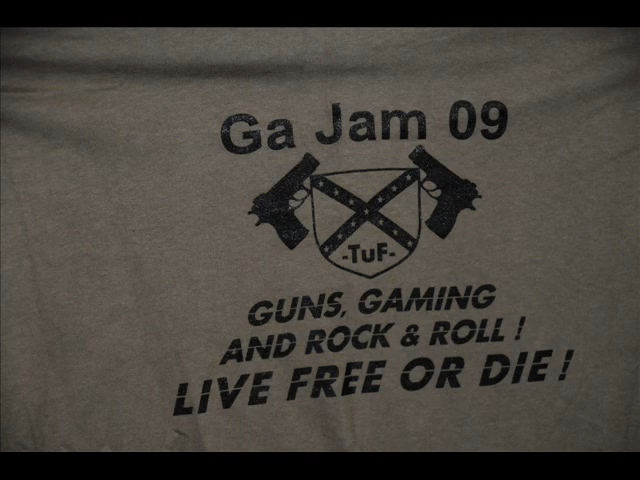 Ga Jam 09
-TuF-
GUNS, GAMING
AND ROCK & ROLL!
LIVE FREE OR DIE!